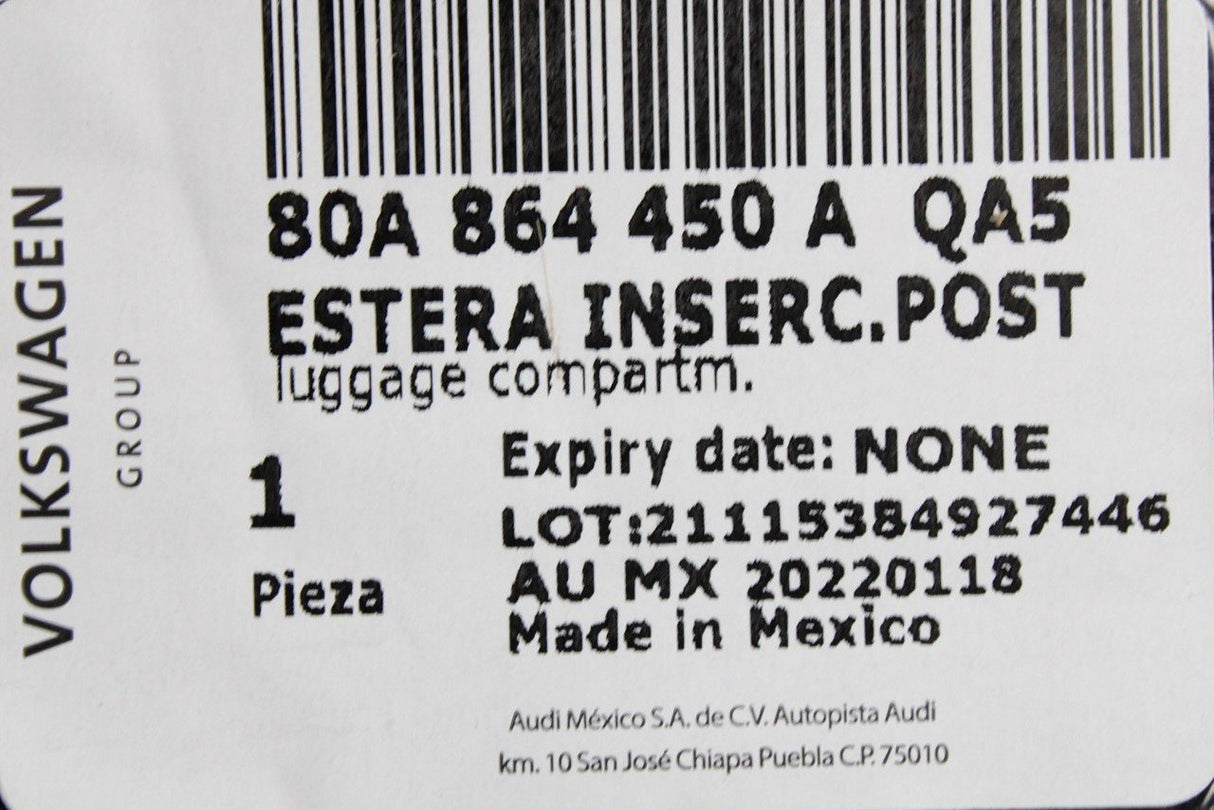 VOLKSWAGEN
GROUP
80A 864 450 A QA5
ESTERA INSERC.POST
luggage compartm.
1
Pieza
Expiry date: NONE
LOT:21115384927446
AU MX 20220118
Made in Mexico
Audi México S.A. de C.V. Autopista Audi
km. 10 San José Chiapa Puebla C.P. 75010